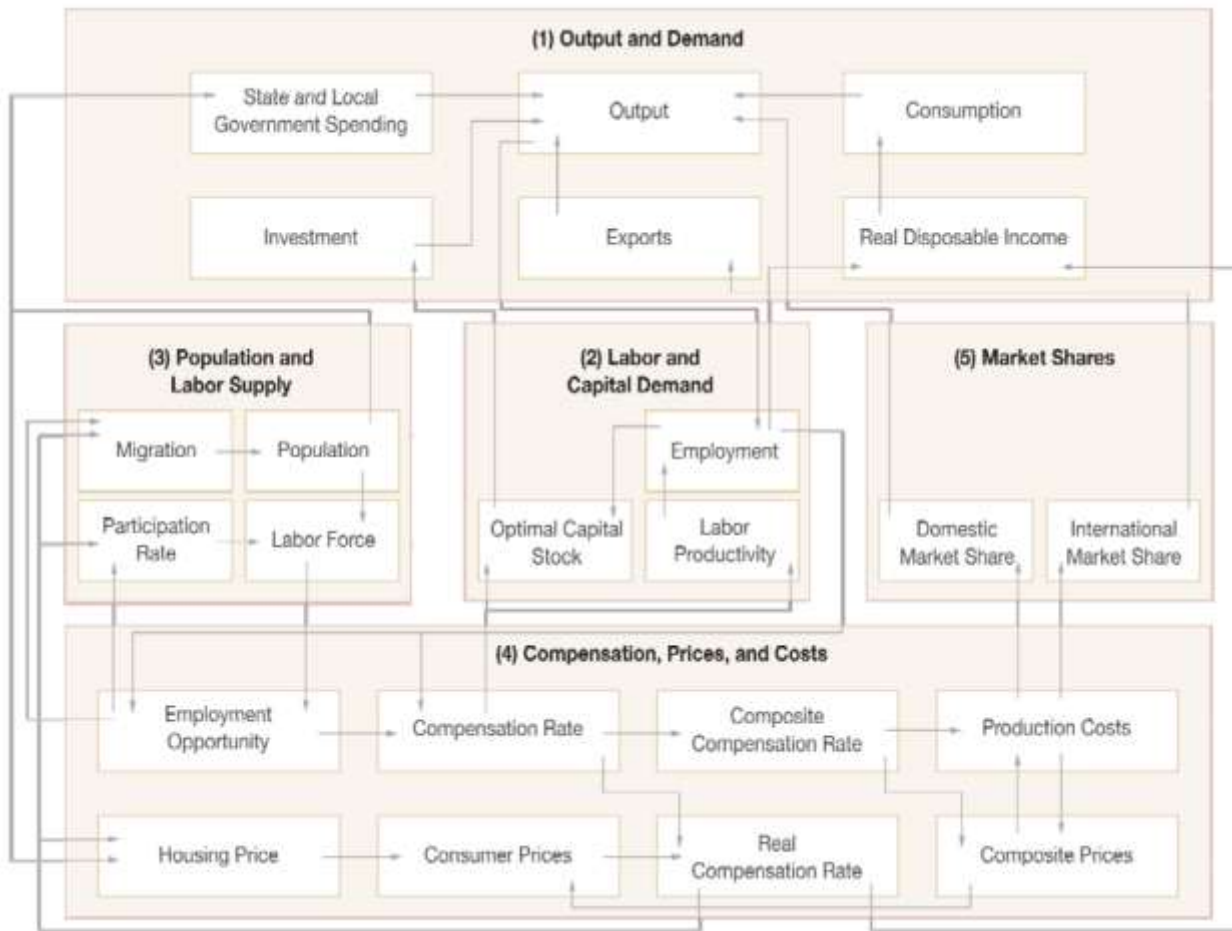 (1) Output and Demand
State and Local
Government Spending
Output
Consumption
Investment
Exports
Real Disposable Income
(3) Population and
Labor Supply
Migration
Population
Participation
Rate
Labor Force
(2) Labor and
Capital Demand
Employment
Optimal Capital
Stock
Labor
Productivity
(5) Market Shares
Domestic
Market Share
International
Market Share
(4) Compensation, Prices, and Costs
Employment
Opportunity
Compensation Rate
Composite
Compensation Rate
Production Costs
Housing Price
Consumer Prices
Real
Compensation Rate
Composite Prices